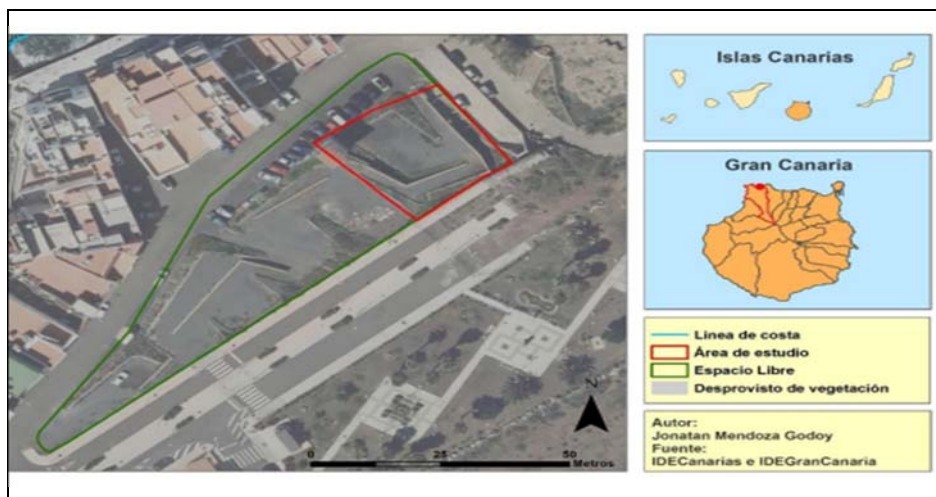 Islas Canarias
Gran Canaria
Linea de costa
Área de estudio
Espacio Libre
Desprovisto de vegetación
Autor:
Jonatan Mendoza Godoy
Fuente:
IDECanarias e IDEGranCanaria
N
0 25 50
Metros